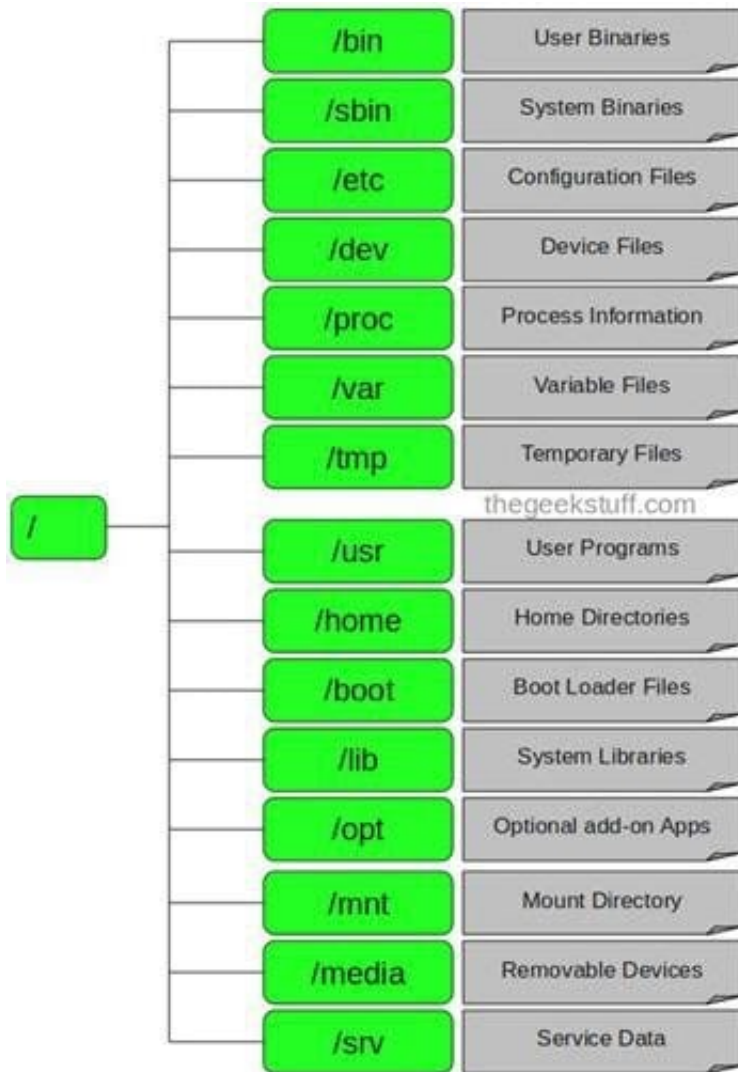 /bin User Binaries
/sbin System Binaries
/etc Configuration Files
/dev Device Files
/proc Process Information
/var Variable Files
/tmp Temporary Files
thegeekstuff.com
/
/usr User Programs
/home Home Directories
/boot Boot Loader Files
/lib System Libraries
/opt Optional add-on Apps
/mnt Mount Directory
/media Removable Devices
/srv Service Data